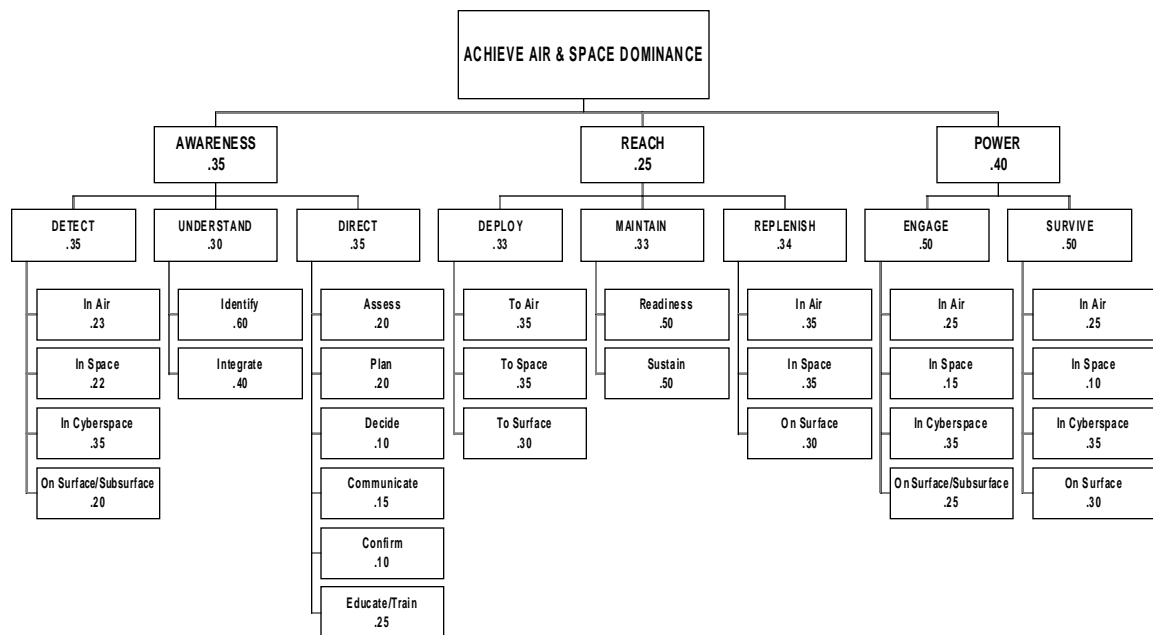 ACHIEVE AIR & SPACE DOMINANCE
AWARENESS
.35
REACH
.25
POWER
.40
DETECT
.35
UNDERSTAND
.30
DIRECT
.35
DEPLOY
.33
MAINTAIN
.33
REPLENISH
.34
ENGAGE
.50
SURVIVE
.50
In Air
.23
In Space
.22
In Cyberspace
.35
On Surface/Subsurface
.20
Identify
.60
Integrate
.40
Assess
.20
Plan
.20
Decide
.10
Communicate
.15
Confirm
.10
Educate/Train
.25
To Air
.35
To Space
.35
To Surface
.30
Readiness
.50
Sustain
.50
In Air
.35
In Space
.35
On Surface
.30
In Air
.25
In Space
.15
In Cyberspace
.35
On Surface/Subsurface
.25
In Air
.25
In Space
.10
In Cyberspace
.35
On Surface
.30